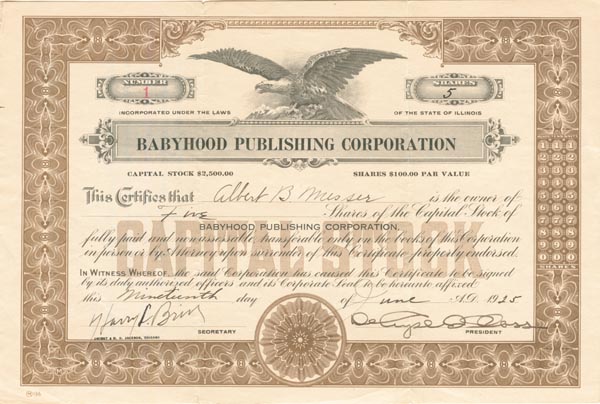 NUMBER
1
SHARES
5
INCORPORATED UNDER THE LAWS
OF THE STATE OF ILLINOIS
BABYHOOD PUBLISHING CORPORATION
CAPITAL STOCK $2,500.00
SHARES $100.00 PAR VALUE
This Certifies that Albert B Messer is the owner of
Five Shares of the Capital Stock of
BABYHOOD PUBLISHING CORPORATION,
CAPITAL STOCK
fully paid and nonassessable, transferable only on the books of this Corporation
in person or by Attorney upon surrender of this Certificate properly endorsed.
IN WITNESS WHEREOF, the said Corporation has caused this Certificate to be signed
by its duly authorized officers and its Corporate Seal to be hereunto affixed
this Nineteenth day of June A.D. 1925
Harry
SECRETARY
PRESIDENT
SHARES